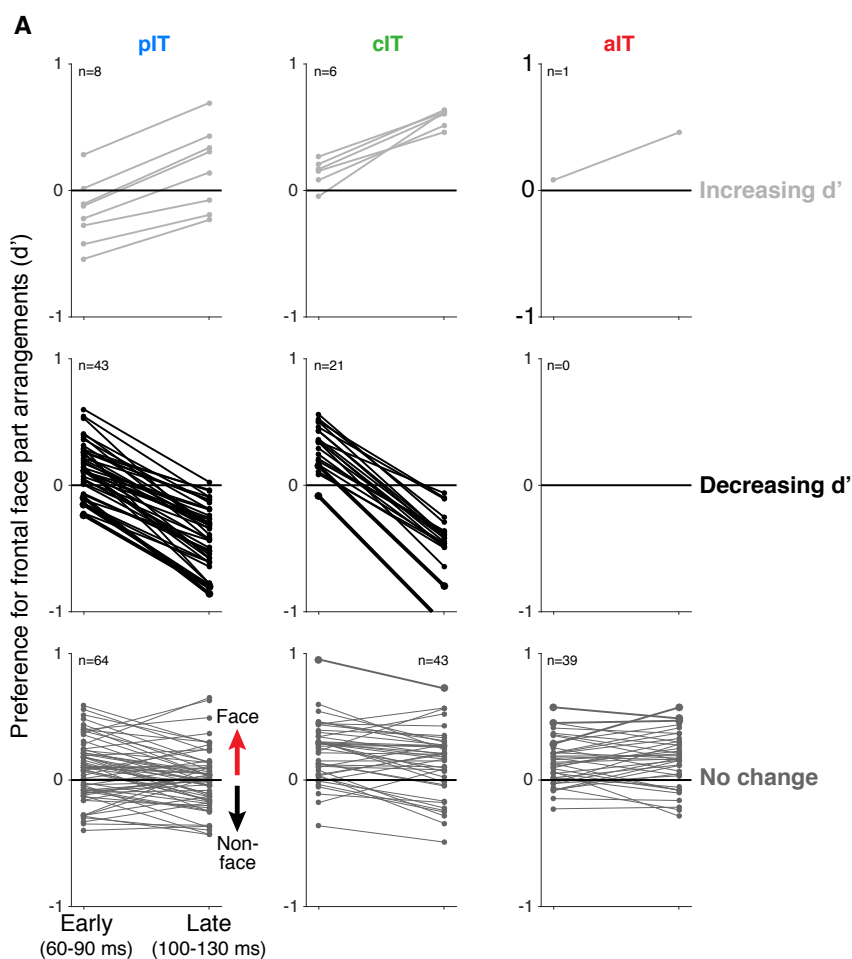 A
pIT
cIT
aIT
Preference for frontal face part arrangements (d')
1
n=8
0
-1
1
n=6
0
-1
1
n=1
0
-1
Increasing d'
1
n=43
0
-1
1
n=21
0
-1
1
n=0
0
-1
Decreasing d'
1
n=64
0
-1
Face
Non-
face
1
n=43
0
-1
1
n=39
0
-1
No change
Early
(60-90 ms)
Late
(100-130 ms)